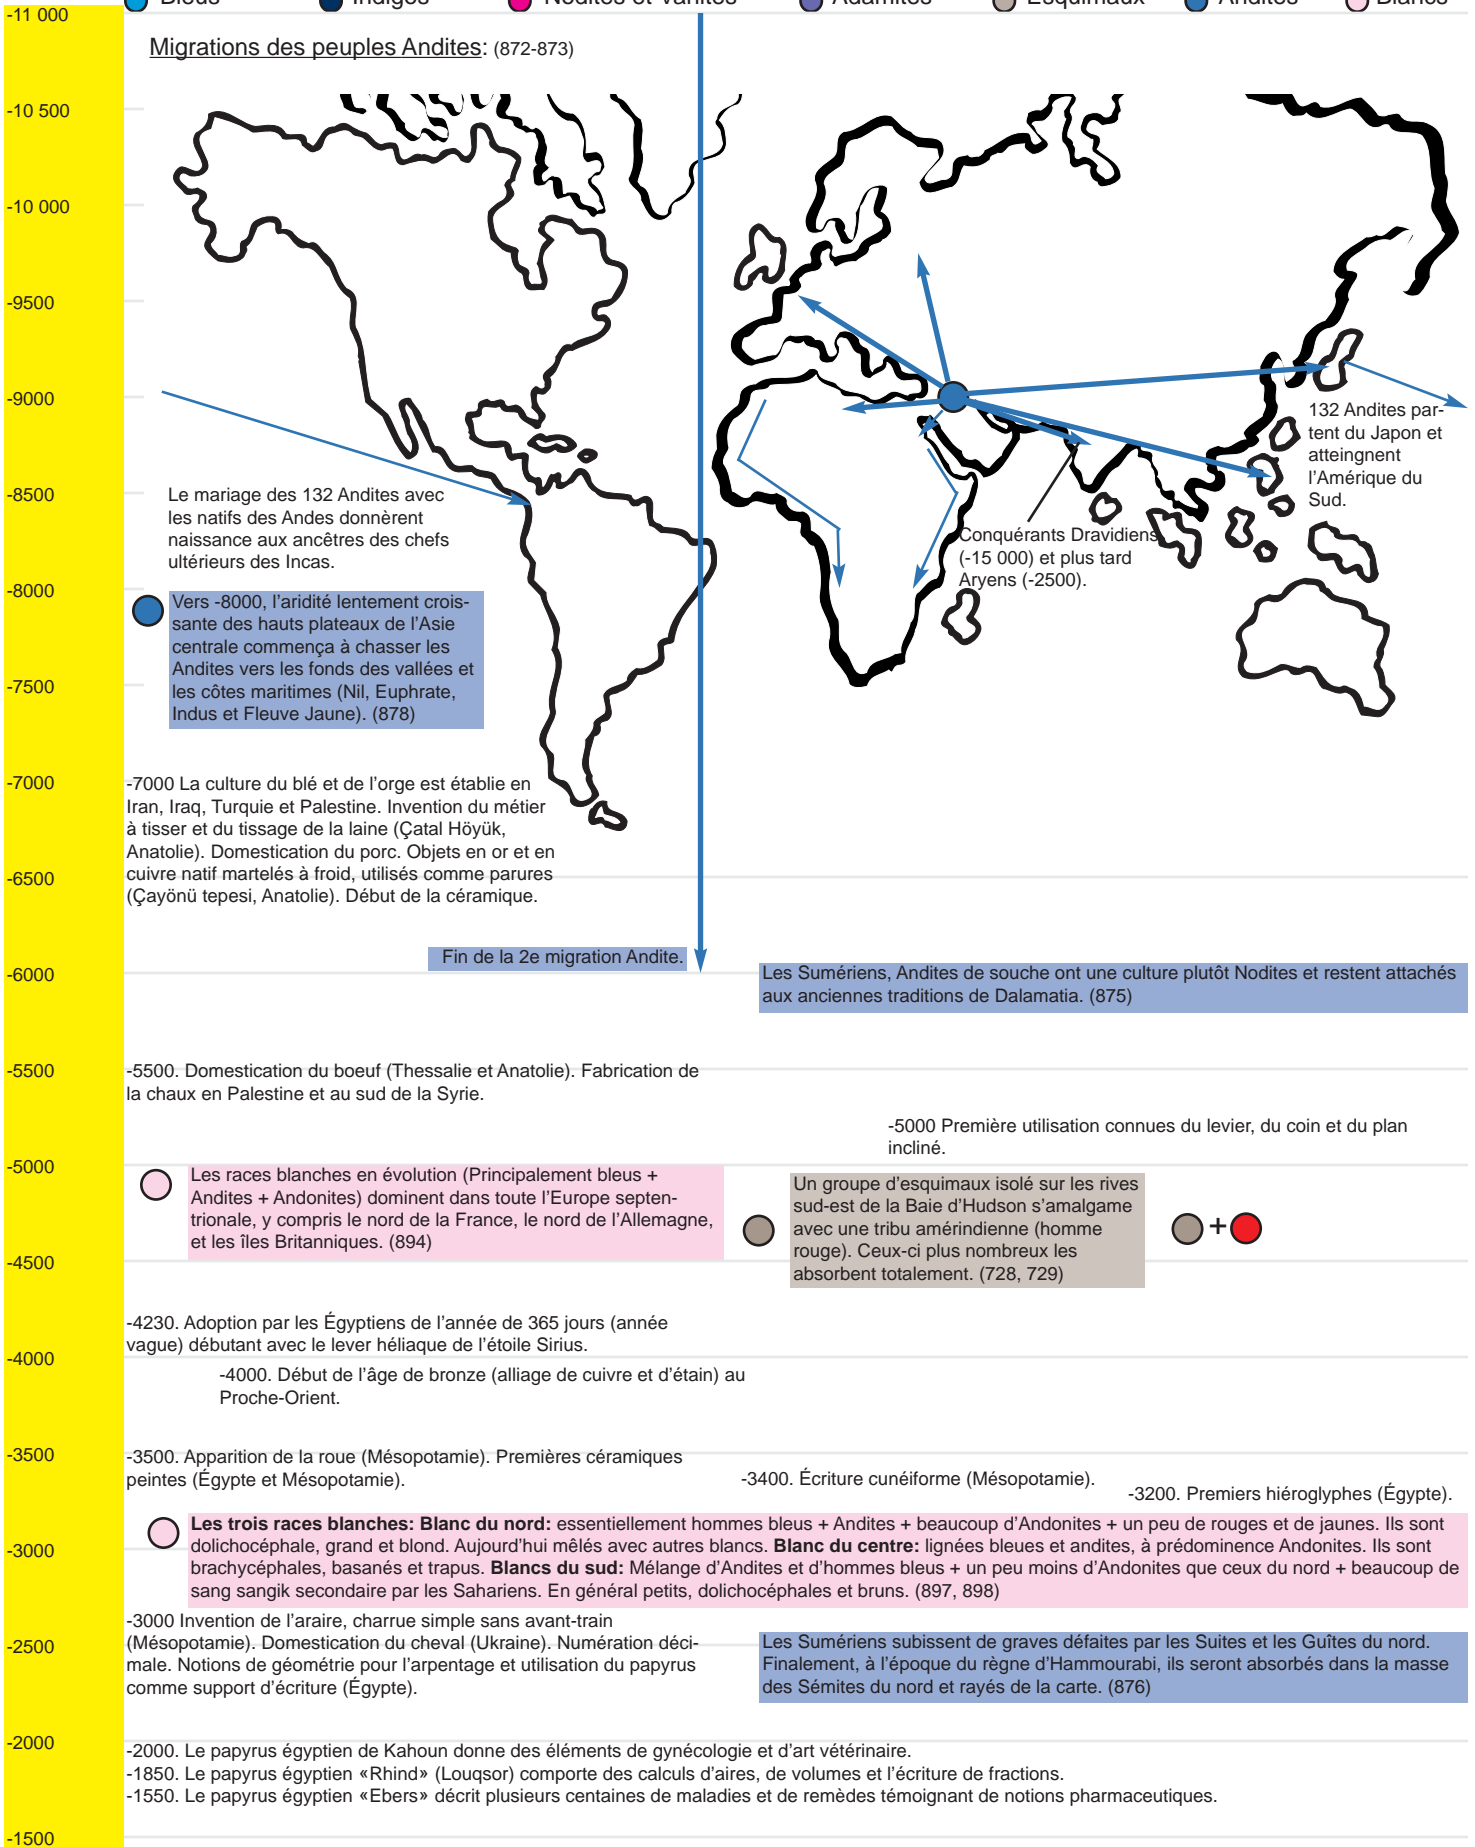 -11 000
Bleus Indigos Nodites et Vanites Adamites Esquimaux Andites Blancs
Migrations des peuples Andites: (872-873)
-10 500
-10 000
-9500
-9000
132 Andites par-
tent du Japon et
atteignent
l'Amérique du
Sud.
-8500
Le mariage des 132 Andites avec
les natifs des Andes donnèrent
naissance aux ancêtres des chefs
ultérieurs des Incas.
Conquérants Dravidiens
(-15 000) et plus tard
Aryens (-2500).
-8000
Vers -8000, l'aridité lentement crois-
sante des hauts plateaux de l'Asie
centrale commença à chasser les
Andites vers les fonds des vallées et
les côtes maritimes (Nil, Euphrate,
Indus et Fleuve Jaune). (878)
-7500
-7000
-7000 La culture du blé et de l'orge est établie en
Iran, Iraq, Turquie et Palestine. Invention du métier
à tisser et du tissage de la laine (Çatal Höyük,
Anatolie). Domestication du porc. Objets en or et en
cuivre natif martelés à froid, utilisés comme parures
(Çayönü tepesi, Anatolie). Début de la céramique.
-6500
Fin de la 2e migration Andite.
-6000
Les Sumériens, Andites de souche ont une culture plutôt Nodites et restent attachés
aux anciennes traditions de Dalamatia. (875)
-5500
-5500. Domestication du boeuf (Thessalie et Anatolie). Fabrication de
la chaux en Palestine et au sud de la Syrie.
-5000 Première utilisation connues du levier, du coin et du plan
incliné.
-5000
Les races blanches en évolution (Principalement bleus +
Andites + Andonites) dominent dans toute l'Europe septen-
trionale, y compris le nord de la France, le nord de l'Allemagne,
et les îles Britanniques. (894)
Un groupe d'esquimaux isolé sur les rives
sud-est de la Baie d'Hudson s'amalgame
avec une tribu amérindienne (homme
rouge). Ceux-ci plus nombreux les
absorbent totalement. (728, 729)
+
-4500
-4230. Adoption par les Égyptiens de l'année de 365 jours (année
vague) débutant avec le lever héliaque de l'étoile Sirius.
-4000
-4000. Début de l'âge de bronze (alliage de cuivre et d'étain) au
Proche-Orient.
-3500
-3500. Apparition de la roue (Mésopotamie). Premières céramiques
peintes (Égypte et Mésopotamie).
-3400. Écriture cunéiforme (Mésopotamie).
-3200. Premiers hiéroglyphes (Égypte).
-3000
Les trois races blanches: Blanc du nord: essentiellement hommes bleus + Andites + beaucoup d'Andonites + un peu de rouges et de jaunes. Ils sont
dolichocéphale, grand et blond. Aujourd'hui mêlés avec autres blancs. Blanc du centre: lignées bleues et andites, à prédominence Andonites. Ils sont
brachycéphales, basanés et trapus. Blancs du sud: Mélange d'Andites et d'hommes bleus + un peu moins d'Andonites que ceux du nord + beaucoup de
sang sangik secondaire par les Sahariens. En général petits, dolichocéphales et bruns. (897, 898)
-3000 Invention de l'araire, charrue simple sans avant-train
(Mésopotamie). Domestication du cheval (Ukraine). Numération déci-
male. Notions de géométrie pour l'arpentage et utilisation du papyrus
comme support d'écriture (Égypte).
-2500
Les Sumériens subissent de graves défaites par les Suites et les Guîtes du nord.
Finalement, à l'époque du règne d'Hammourabi, ils seront absorbés dans la masse
des Sémites du nord et rayés de la carte. (876)
-2000
-2000. Le papyrus égyptien de Kahoun donne des éléments de gynécologie et d'art vétérinaire.
-1850. Le papyrus égyptien «Rhind» (Louqsor) comporte des calculs d'aires, de volumes et l'écriture de fractions.
-1550. Le papyrus égyptien «Ebers» décrit plusieurs centaines de maladies et de remèdes témoignant de notions pharmaceutiques.
-1500